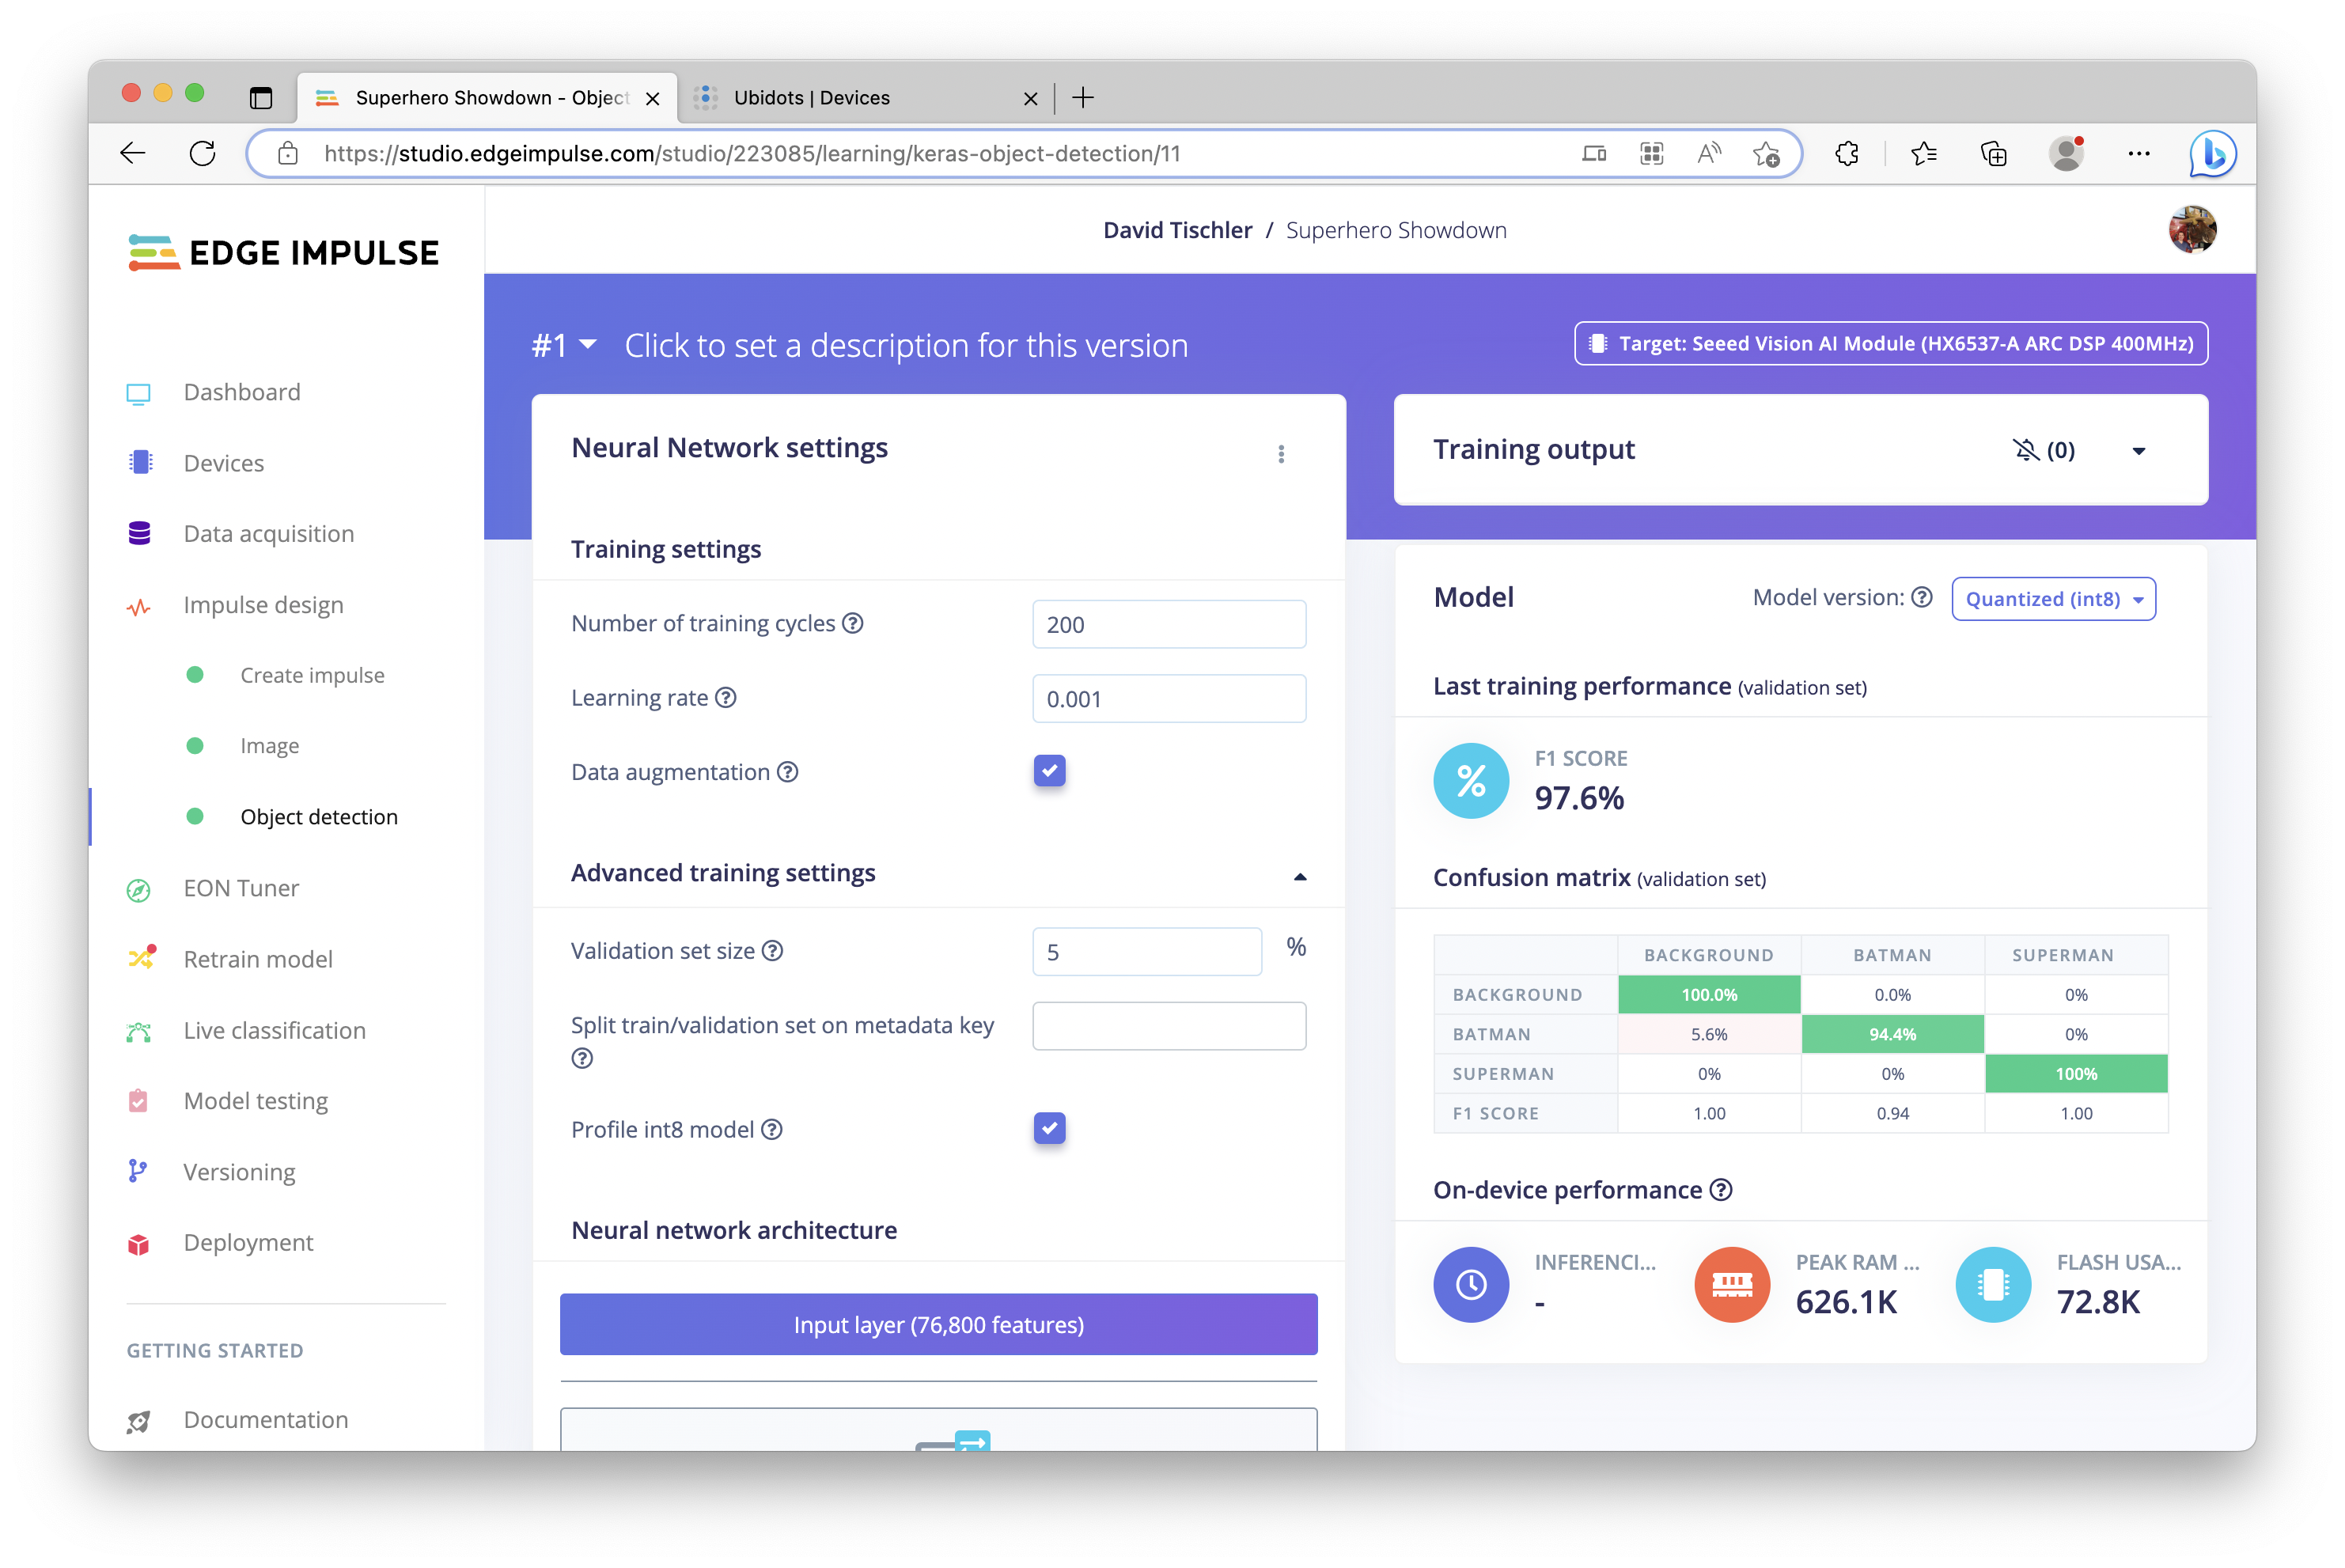 Superhero Showdown - Object
Ubidots | Devices
https://studio.edgeimpulse.com/studio/223085/learning/keras-object-detection/11
EDGE IMPULSE
David Tischler / Superhero Showdown
#1 Click to set a description for this version
Target: Seeed Vision AI Module (HX6537-A ARC DSP 400MHz)
Dashboard
Devices
Data acquisition
Impulse design
Create impulse
Image
Object detection
EON Tuner
Retrain model
Live classification
Model testing
Versioning
Deployment
GETTING STARTED
Documentation
Neural Network settings
Training settings
Number of training cycles ? 200
Learning rate ? 0.001
Data augmentation ?
Advanced training settings
Validation set size ? 5 %
Split train/validation set on metadata key
?
Profile int8 model ?
Neural network architecture
Input layer (76,800 features)
Training output (0)
Model Model version: ? Quantized (int8)
Last training performance (validation set)
% F1 SCORE
97.6%
Confusion matrix (validation set)
BACKGROUND BATMAN SUPERMAN
BACKGROUND 100.0% 0.0% 0%
BATMAN 5.6% 94.4% 0%
SUPERMAN 0% 0% 100%
F1 SCORE 1.00 0.94 1.00
On-device performance ?
INFERENCI... PEAK RAM ... FLASH USA...
- 626.1K 72.8K